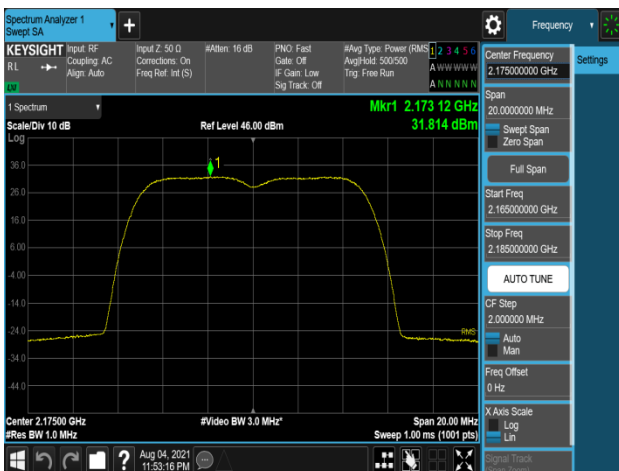 Spectrum Analyzer 1
Swept SA
+
Frequency
KEYSIGHT
RL
LW
Input: RF
Coupling: AC
Align: Auto
Input Z: 50 Ω
Corrections: On
Freq Ref: Int (S)
#Atten: 16 dB
PNO: Fast
Gate: Off
IF Gain: Low
Sig Track: Off
#Avg Type: Power (RMS
Avg|Hold: 500/500
Trig: Free Run
1 2 3 4 5 6
A W W W W W
A N N N N N
1 Spectrum
Scale/Div 10 dB
Ref Level 46.00 dBm
Mkr1 2.173 12 GHz
31.814 dBm
Log
1
36.0
26.0
16.0
6.00
-4.00
-14.0
-24.0
-34.0
-44.0
RMS
Center 2.17500 GHz
#Res BW 1.0 MHz
#Video BW 3.0 MHz*
Span 20.00 MHz
Sweep 1.00 ms (1001 pts)
?
Aug 04, 2021
11:53:16 PM
Center Frequency
2.175000000 GHz
Span
20.0000000 MHz
Swept Span
Zero Span
Full Span
Start Freq
2.165000000 GHz
Stop Freq
2.185000000 GHz
AUTO TUNE
CF Step
2.000000 MHz
Auto
Man
Freq Offset
0 Hz
X Axis Scale
Log
Lin
Signal Track
Settings